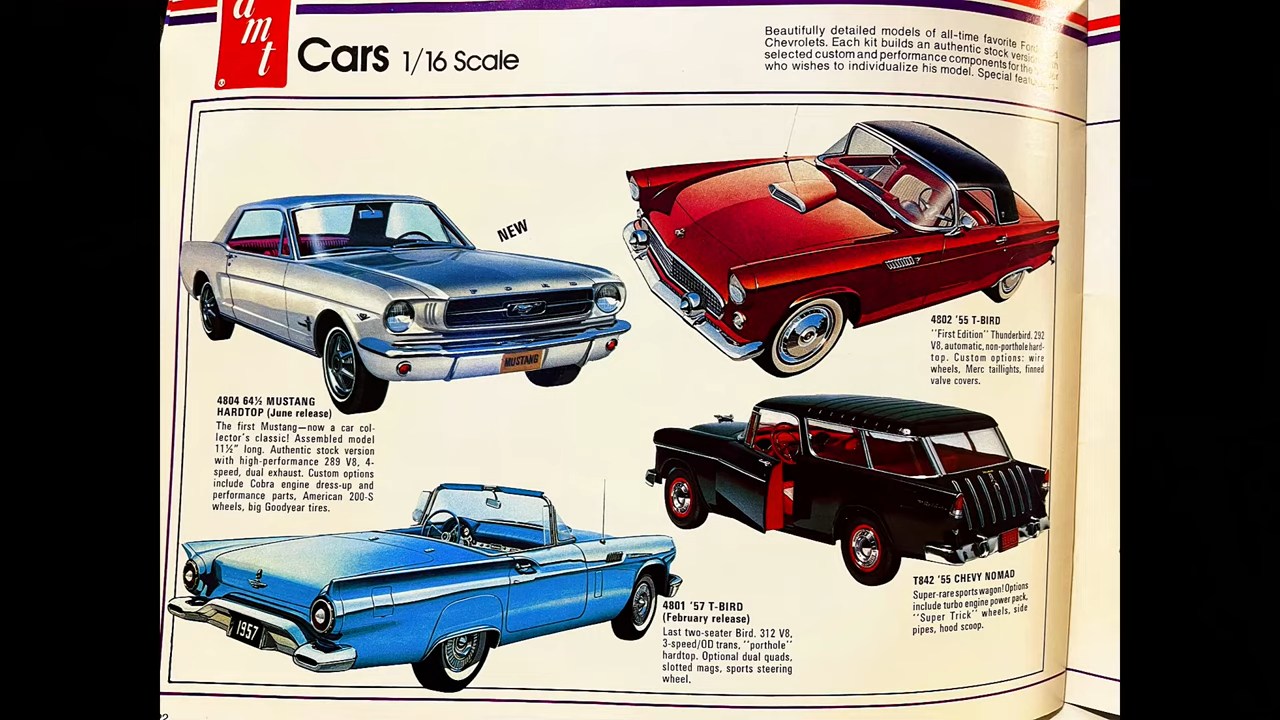 amt
Cars 1/16 Scale
Beautifully detailed models of all-time favorite
Chevrolets. Each kit builds an authentic stock
selected custom and performance components for the
who wishes to individualize his model. Special
NEW
FORD
MUSTANG
4804 64½ MUSTANG
HARDTOP (June release)
The first Mustang—now a car col-
lector's classic! Assembled model
11½" long. Authentic stock version
with high-performance 289 V8, 4-
speed, dual exhaust. Custom options
include Cobra engine dress-up and
performance parts, American 200-S
wheels, big Goodyear tires.
4802 '55 T-BIRD
"First Edition" Thunderbird. 292
V8, automatic, non-porthole hard-
top. Custom options: wire
wheels, Merc taillights, finned
valve covers.
1957
4801 '57 T-BIRD
(February release)
Last two-seater Bird. 312 V8,
3-speed/OD trans, "porthole"
hardtop. Optional dual quads,
slotted mags, sports steering
wheel.
T842 '55 CHEVY NOMAD
Super-rare sports wagon! Options
include turbo engine power pack,
"Super Trick" wheels, side
pipes, hood scoop.